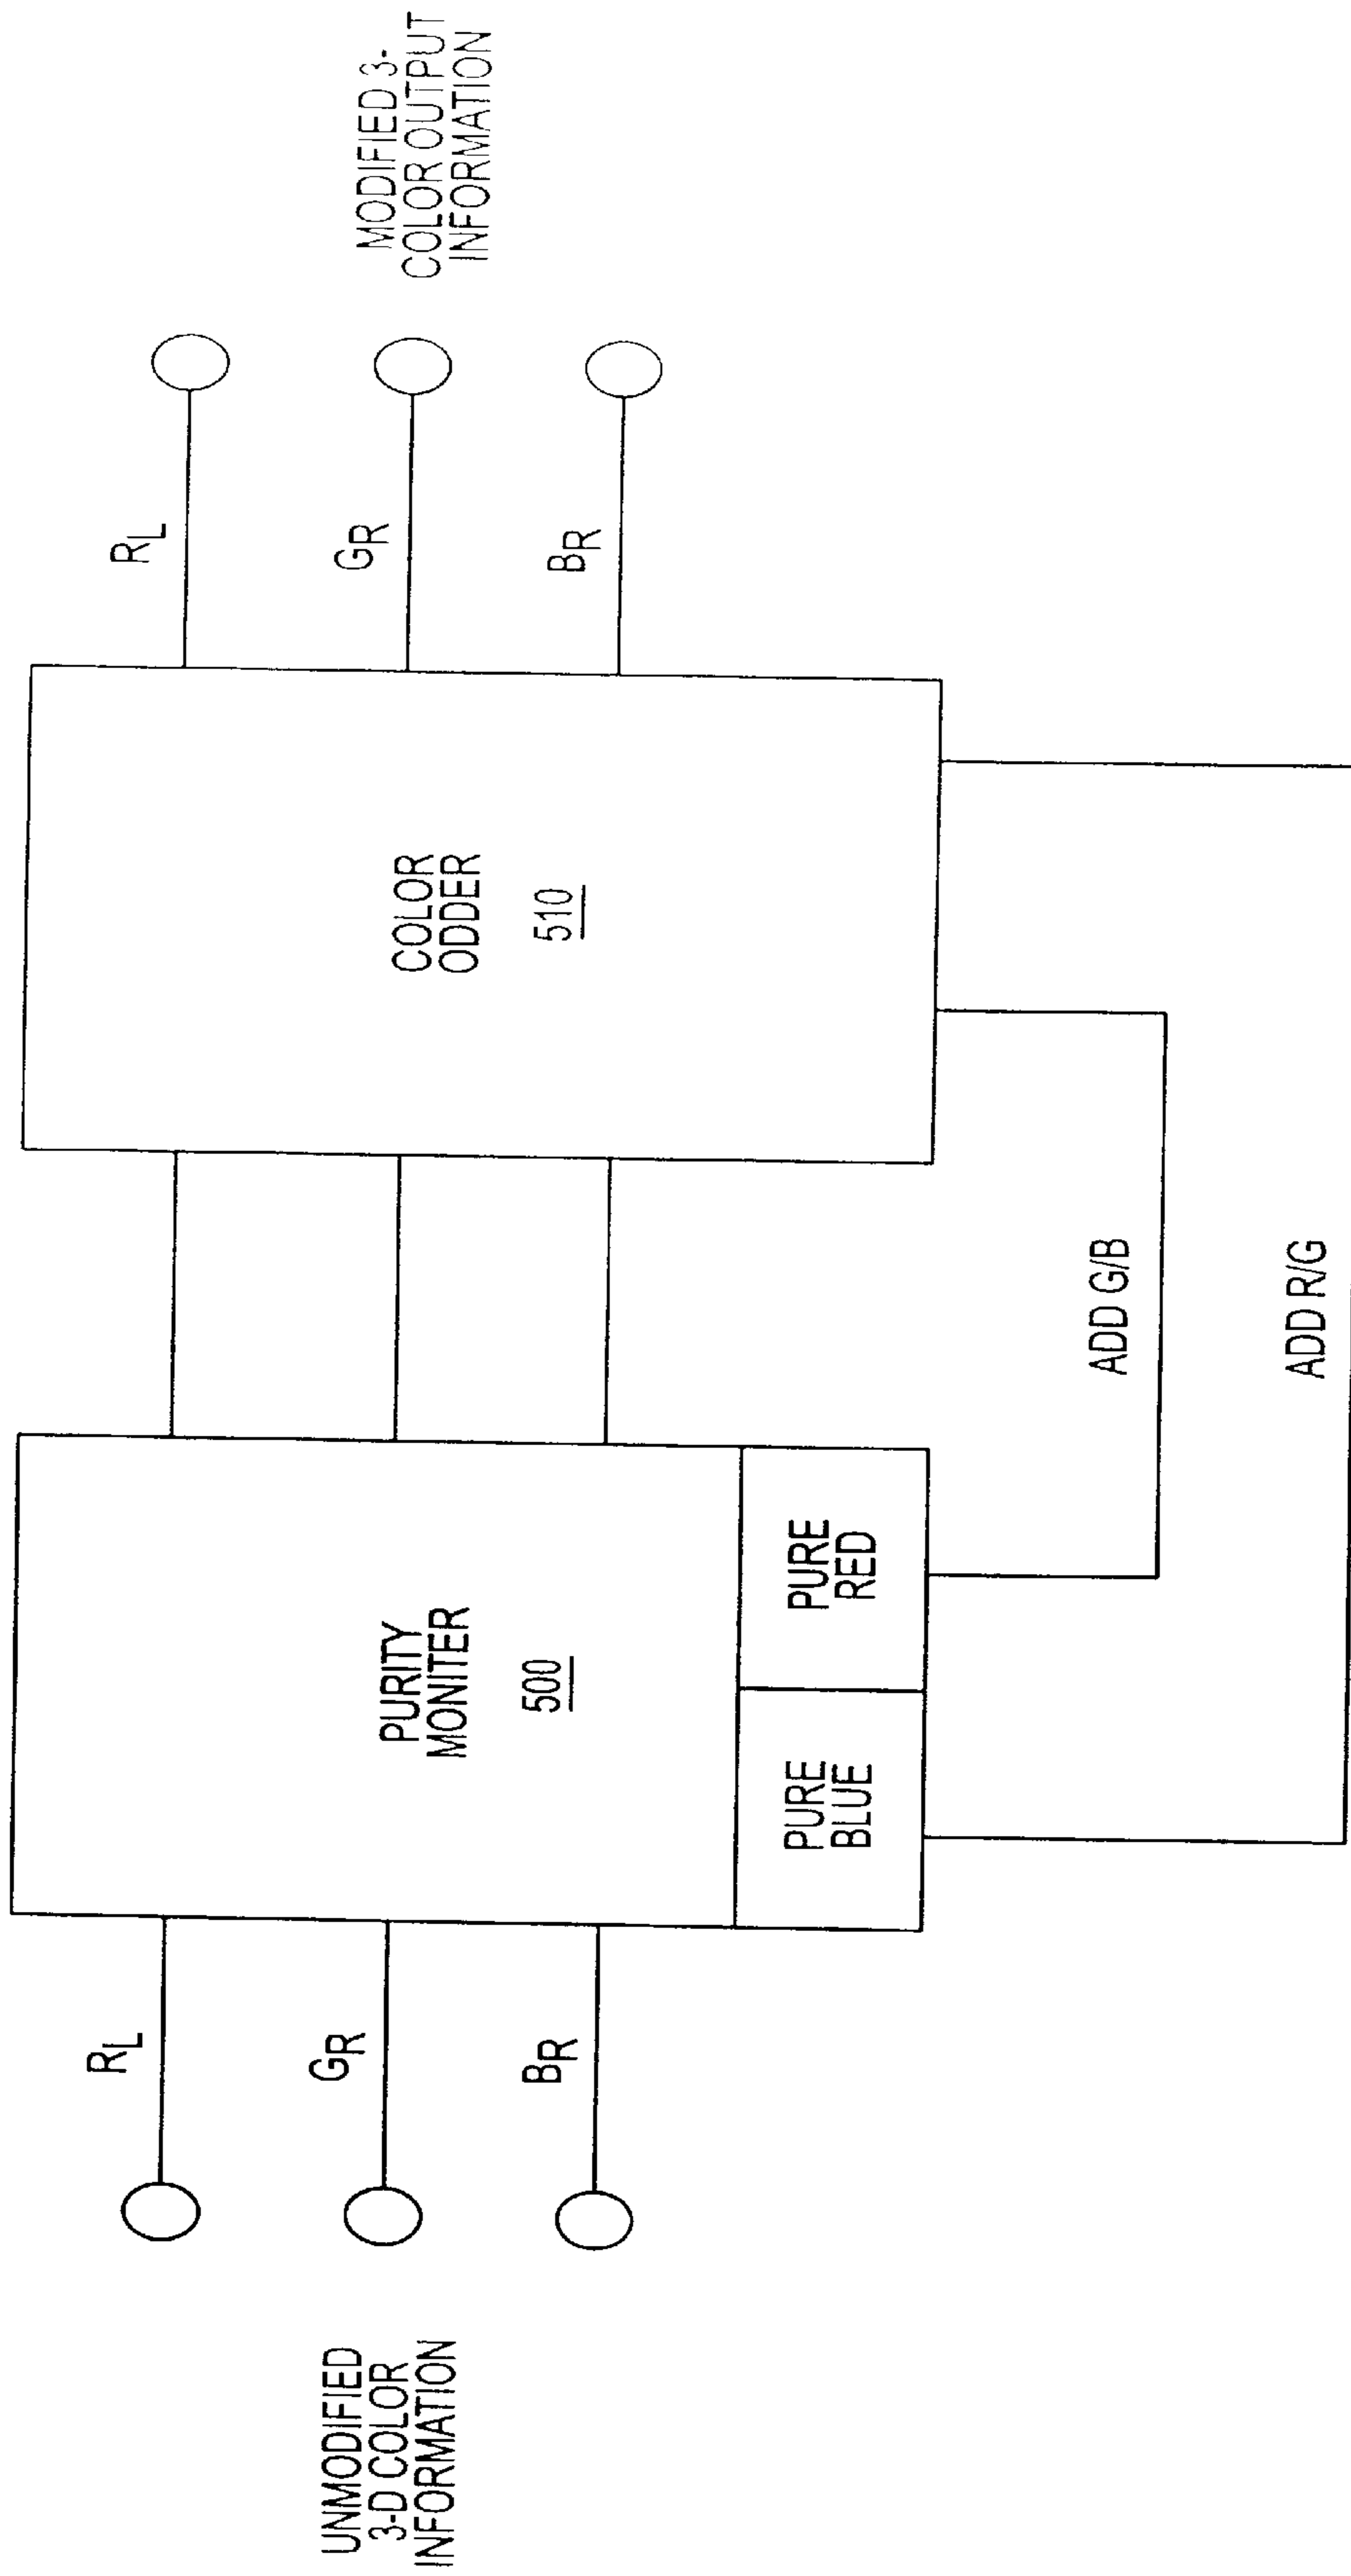 UNMODIFIED
3-D COLOR
INFORMATION
RL
GR
BR
PURITY
MONITER
500
PURE
BLUE
PURE
RED
ADD G/B
ADD R/G
COLOR
ODDER
510
RL
GR
BR
MODIFIED 3-
COLOR OUTPUT
INFORMATION